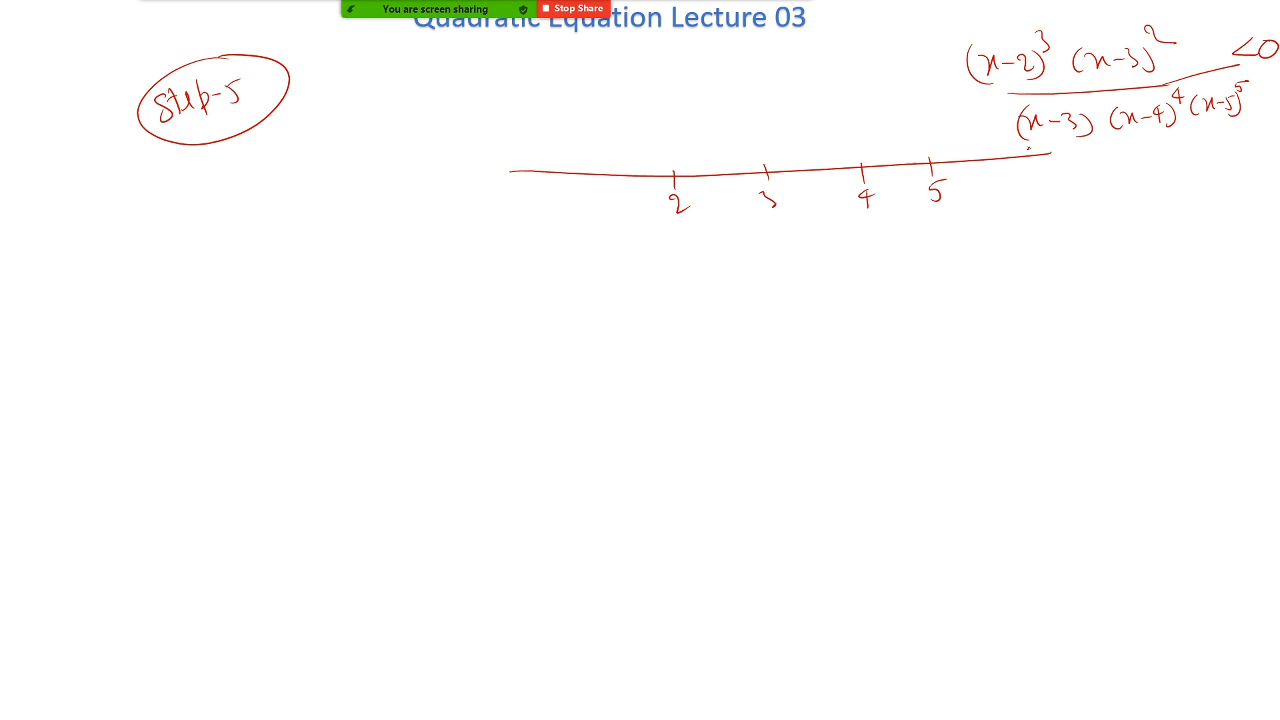 You are screen sharing
Stop Share
Quadratic Equation Lecture 03
Step-5
(x-2)^3 (x-3)^2 <0
(x-3) (x-4)^4 (x-5)^5
2 3 4 5